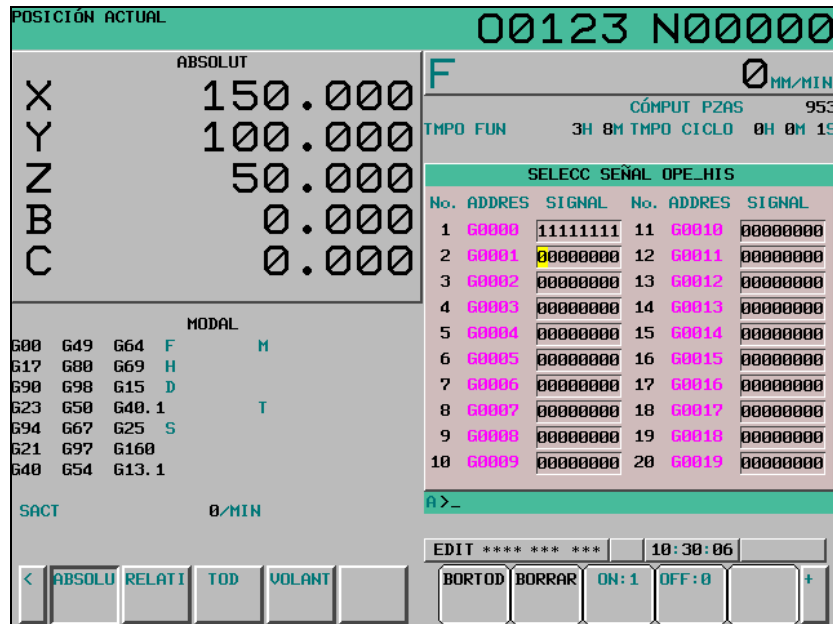 POSICIÓN ACTUAL
O0123 N00000
ABSOLUT
X 150.000
Y 100.000
Z 50.000
B 0.000
C 0.000
F 0 MM/MIN
CÓMPUT PZAS 953
TMPO FUN 3H 8M TMPO CICLO 0H 0M 1S
SELECC SEÑAL OPE_HIS
No. ADDRES SIGNAL No. ADDRES SIGNAL
1 G0000 11111111 11 G0010 00000000
2 G0001 00000000 12 G0011 00000000
3 G0002 00000000 13 G0012 00000000
4 G0003 00000000 14 G0013 00000000
5 G0004 00000000 15 G0014 00000000
6 G0005 00000000 16 G0015 00000000
7 G0006 00000000 17 G0016 00000000
8 G0007 00000000 18 G0017 00000000
9 G0008 00000000 19 G0018 00000000
10 G0009 00000000 20 G0019 00000000
MODAL
G00 G49 G64 F M
G17 G80 G69 H
G90 G98 G15 D
G23 G50 G40.1 T
G94 G67 G25 S
G21 G97 G160
G40 G54 G13.1
SACT 0/MIN
A>_
EDIT **** *** *** 10:30:06
< ABSOLU RELATI TOD VOLANT
BORTOD BORRAR ON:1 OFF:0 +